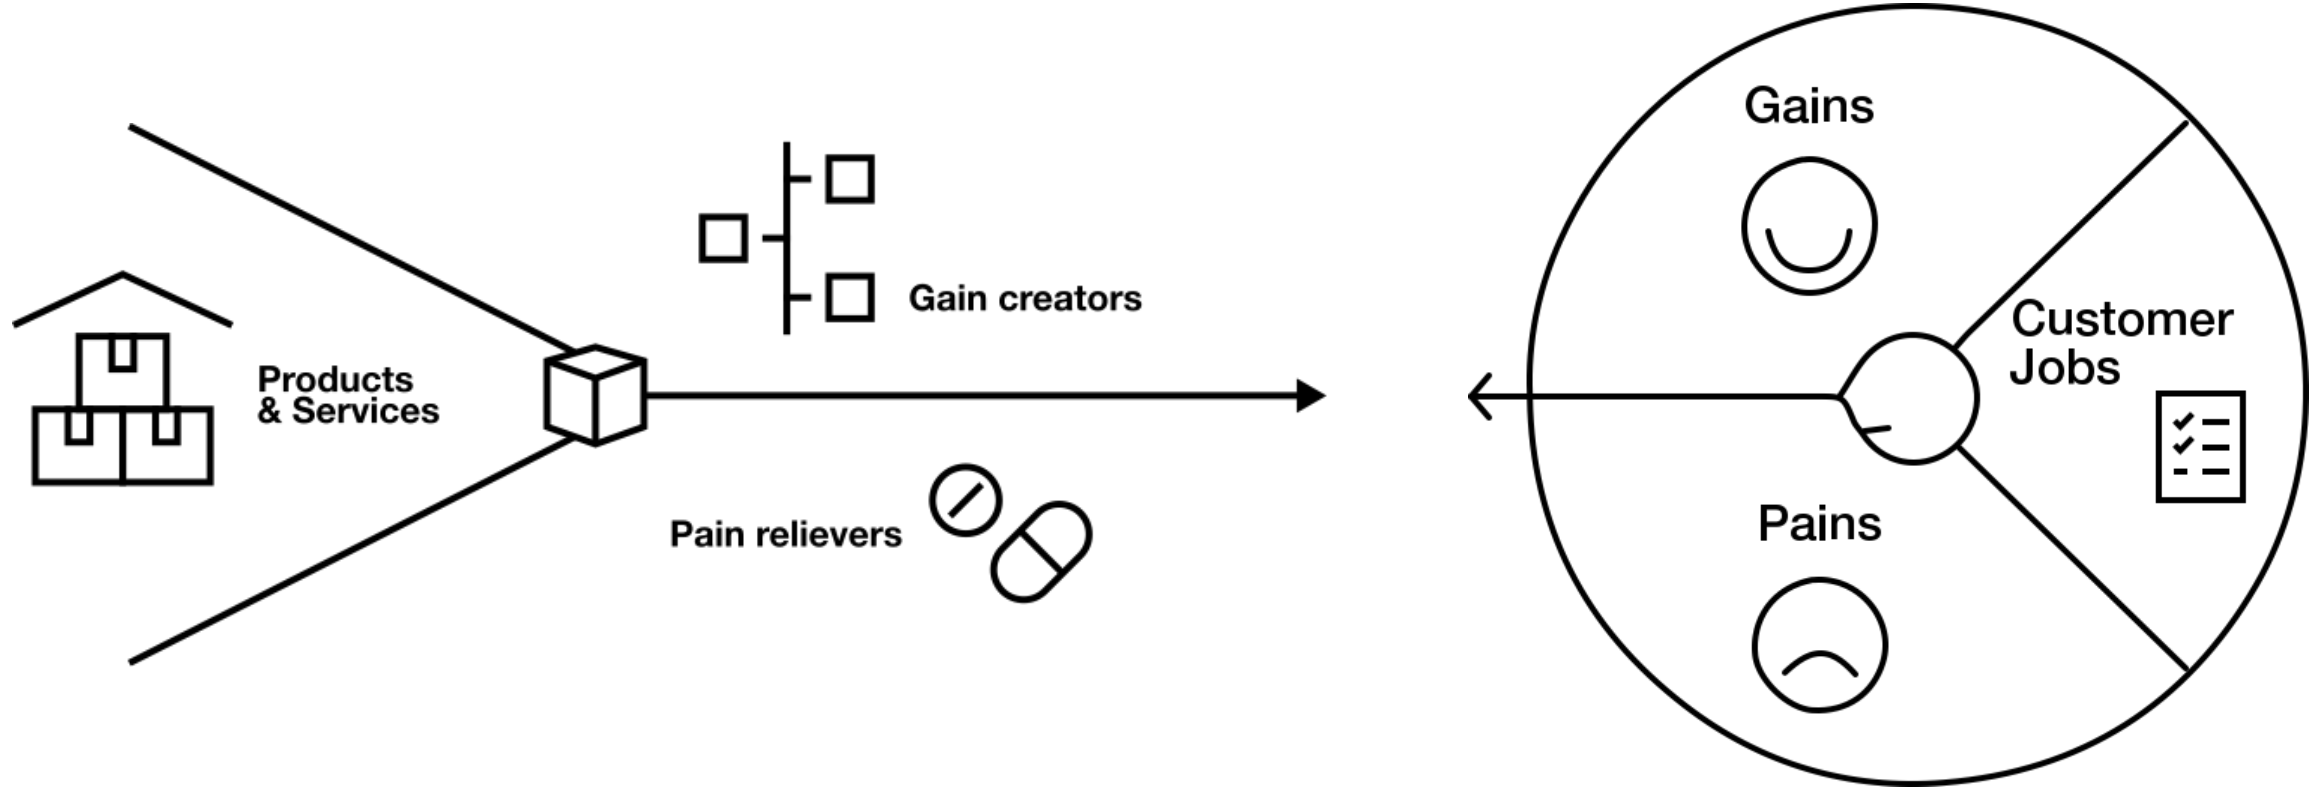 Products
& Services
Gain creators
Pain relievers
Gains
Customer
Jobs
Pains